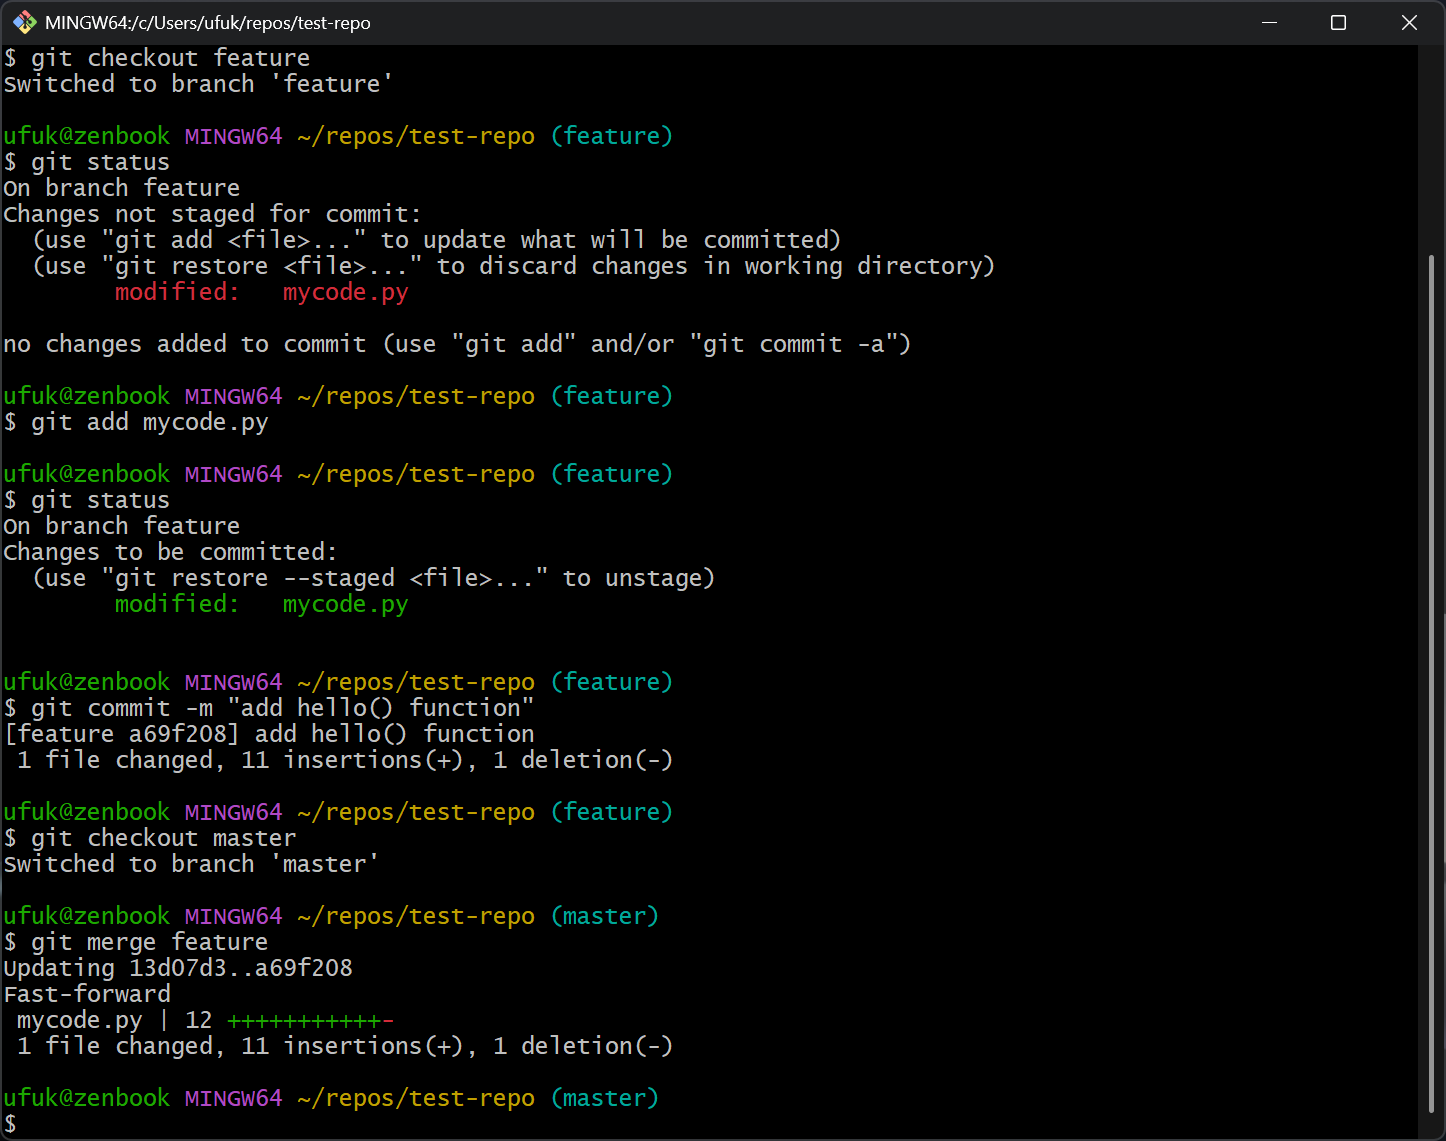 MINGW64:/c/Users/ufuk/repos/test-repo
$ git checkout feature
Switched to branch 'feature'
ufuk@zenbook MINGW64 ~/repos/test-repo (feature)
$ git status
On branch feature
Changes not staged for commit:
  (use "git add <file>..." to update what will be committed)
  (use "git restore <file>..." to discard changes in working directory)
        modified:   mycode.py
no changes added to commit (use "git add" and/or "git commit -a")
ufuk@zenbook MINGW64 ~/repos/test-repo (feature)
$ git add mycode.py
ufuk@zenbook MINGW64 ~/repos/test-repo (feature)
$ git status
On branch feature
Changes to be committed:
  (use "git restore --staged <file>..." to unstage)
        modified:   mycode.py
ufuk@zenbook MINGW64 ~/repos/test-repo (feature)
$ git commit -m "add hello() function"
[feature a69f208] add hello() function
 1 file changed, 11 insertions(+), 1 deletion(-)
ufuk@zenbook MINGW64 ~/repos/test-repo (feature)
$ git checkout master
Switched to branch 'master'
ufuk@zenbook MINGW64 ~/repos/test-repo (master)
$ git merge feature
Updating 13d07d3..a69f208
Fast-forward
 mycode.py | 12 +++++++++++-
 1 file changed, 11 insertions(+), 1 deletion(-)
ufuk@zenbook MINGW64 ~/repos/test-repo (master)
$